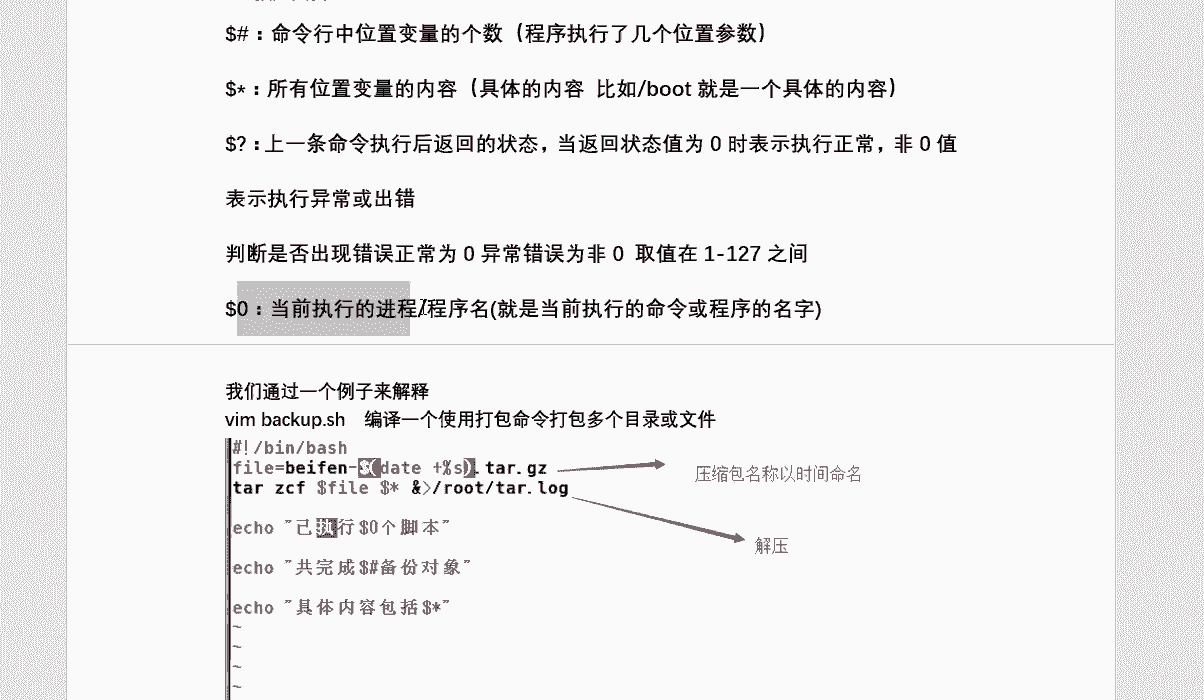 $#：命令行中位置变量的个数（程序执行了几个位置参数）
$*：所有位置变量的内容（具体的内容 比如/boot 就是一个具体的内容）
$?：上一条命令执行后返回的状态，当返回状态值为 0 时表示执行正常，非 0 值
表示执行异常或出错
判断是否出现错误正常为 0 异常错误为非 0 取值在 1-127 之间
$0：当前执行的进程/程序名(就是当前执行的命令或程序的名字)
我们通过一个例子来解释
vim backup.sh 编译一个使用打包命令打包多个目录或文件
#!/bin/bash
file=beifen-$(date +%s).tar.gz
压缩包名称以时间命名
tar zcf $file $* &>/root/tar.log
解压
echo "已执行$0个脚本"
echo "共完成$#备份对象"
echo "具体内容包括$*"
~
~
~
~